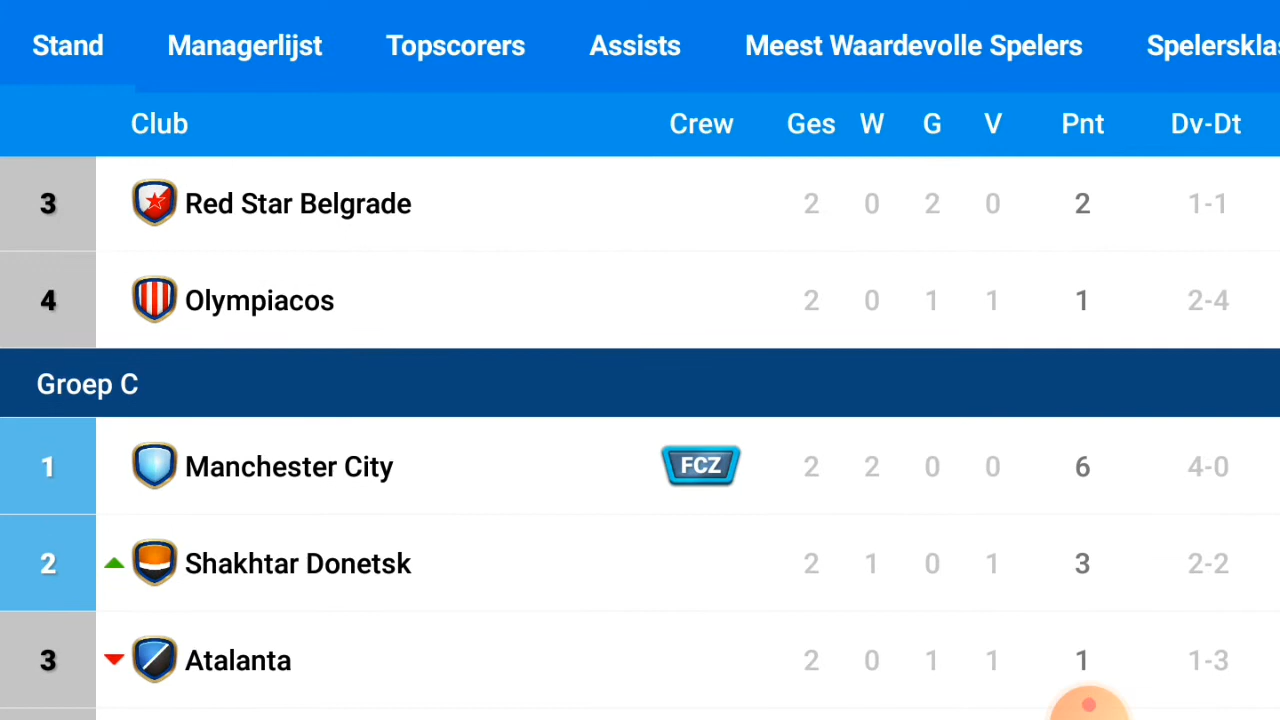 Stand Managerlijst Topscorers Assists Meest Waardevolle Spelers Spelerskla
Club Crew Ges W G V Pnt Dv-Dt
3 Red Star Belgrade 2 0 2 0 2 1-1
4 Olympiacos 2 0 1 1 1 2-4
Groep C
1 Manchester City FCZ 2 2 0 0 6 4-0
2 Shakhtar Donetsk 2 1 0 1 3 2-2
3 Atalanta 2 0 1 1 1 1-3